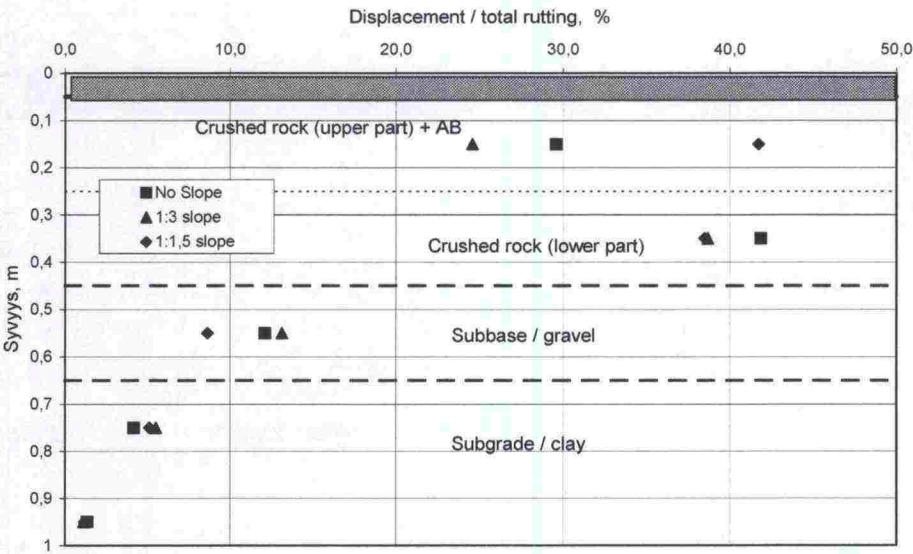 Displacement / total rutting, %
0,0 10,0 20,0 30,0 40,0 50,0
0
0,1
Crushed rock (upper part) + AB
0,2
No Slope
0,3
1:3 slope
1:1,5 slope
Crushed rock (lower part)
0,4
Syvyys, m
0,5
Subbase / gravel
0,6
0,7
Subgrade / clay
0,8
0,9
1